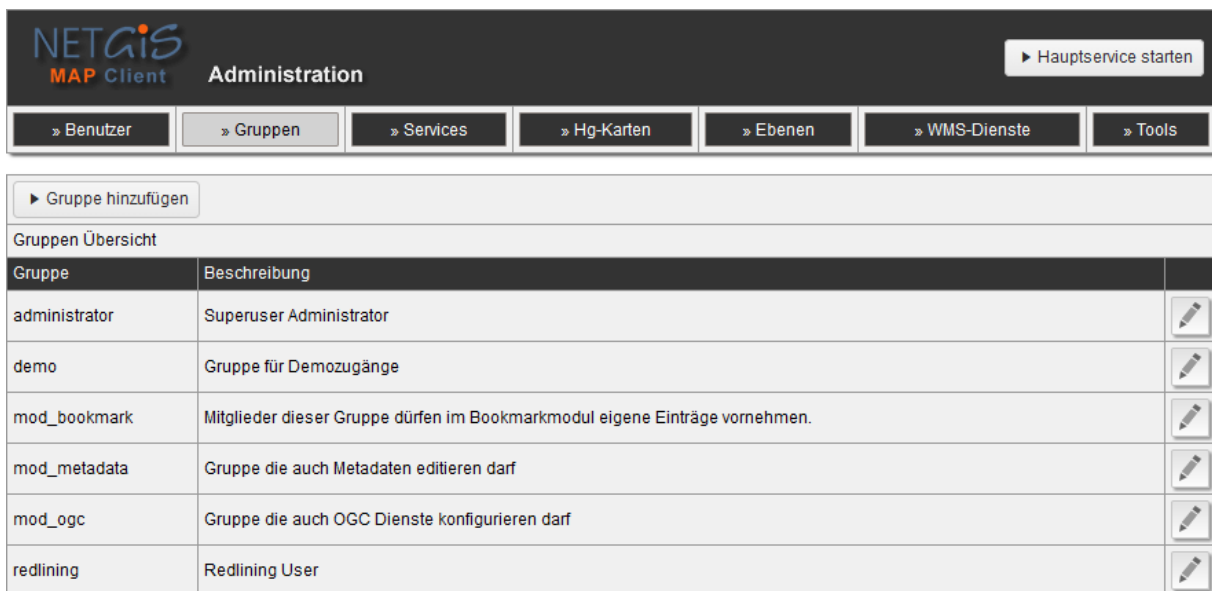 NETGiS
MAP Client
Administration
Hauptservice starten
» Benutzer
» Gruppen
» Services
» Hg-Karten
» Ebenen
» WMS-Dienste
» Tools
Gruppe hinzufügen
Gruppen Übersicht
Gruppe Beschreibung
administrator Superuser Administrator
demo Gruppe für Demozugänge
mod_bookmark Mitglieder dieser Gruppe dürfen im Bookmarkmodul eigene Einträge vornehmen.
mod_metadata Gruppe die auch Metadaten editieren darf
mod_ogc Gruppe die auch OGC Dienste konfigurieren darf
redlining Redlining User